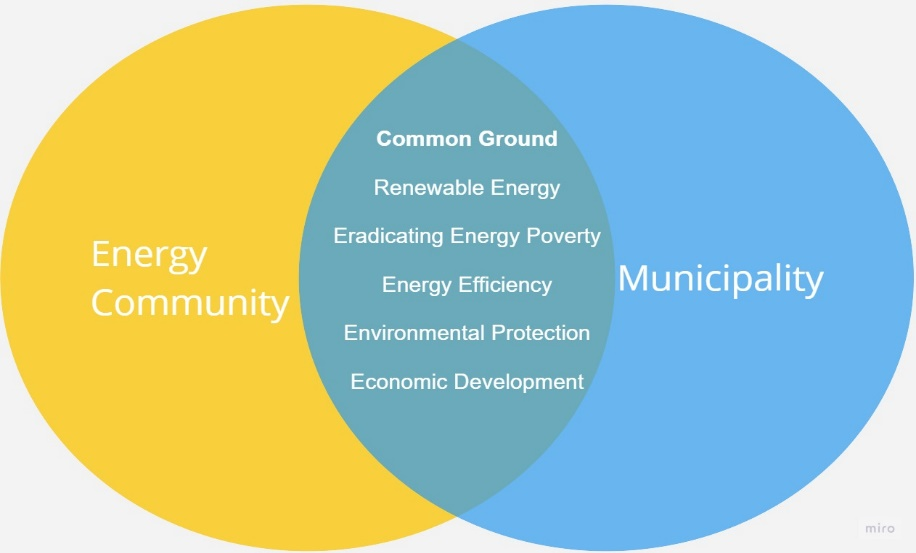 Energy
Community
Common Ground
Renewable Energy
Eradicating Energy Poverty
Energy Efficiency
Environmental Protection
Economic Development
Municipality
miro